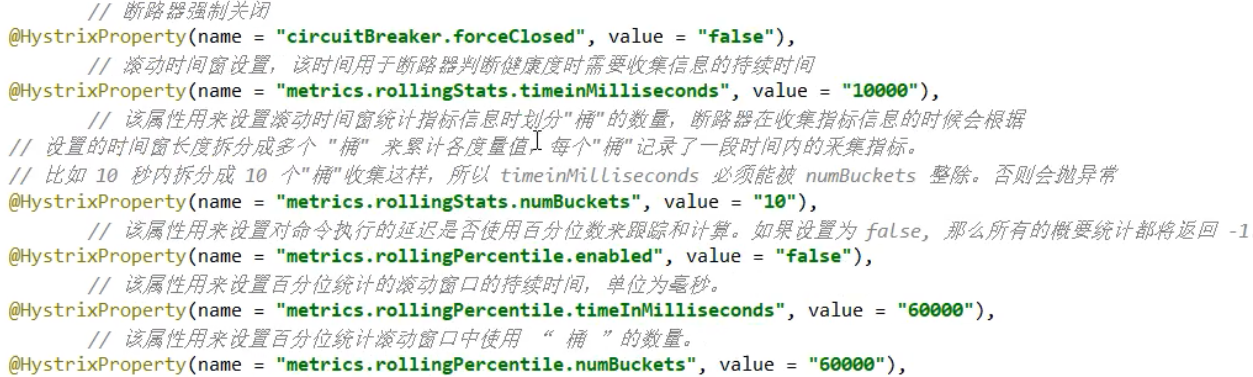 // 断路器强制关闭
@HystrixProperty(name = "circuitBreaker.forceClosed", value = "false"),
// 滚动时间窗设置，该时间用于断路器判断健康度时需要收集信息的持续时间
@HystrixProperty(name = "metrics.rollingStats.timeinMilliseconds", value = "10000"),
// 该属性用来设置滚动时间窗统计指标信息时划分"桶"的数量，断路器在收集指标信息的时候会根据
// 设置的时间窗长度拆分成多个 "桶" 来累计各度量值，每个"桶"记录了一段时间内的采集指标。
// 比如 10 秒内拆分成 10 个"桶"收集这样，所以 timeinMilliseconds 必须能被 numBuckets 整除。否则会抛异常
@HystrixProperty(name = "metrics.rollingStats.numBuckets", value = "10"),
// 该属性用来设置对命令执行的延迟是否使用百分位数来跟踪和计算。如果设置为 false, 那么所有的概要统计都将返回 -1
@HystrixProperty(name = "metrics.rollingPercentile.enabled", value = "false"),
// 该属性用来设置百分位统计的滚动窗口的持续时间，单位为毫秒。
@HystrixProperty(name = "metrics.rollingPercentile.timeInMilliseconds", value = "60000"),
// 该属性用来设置百分位统计滚动窗口中使用 “ 桶 ”的数量。
@HystrixProperty(name = "metrics.rollingPercentile.numBuckets", value = "60000"),